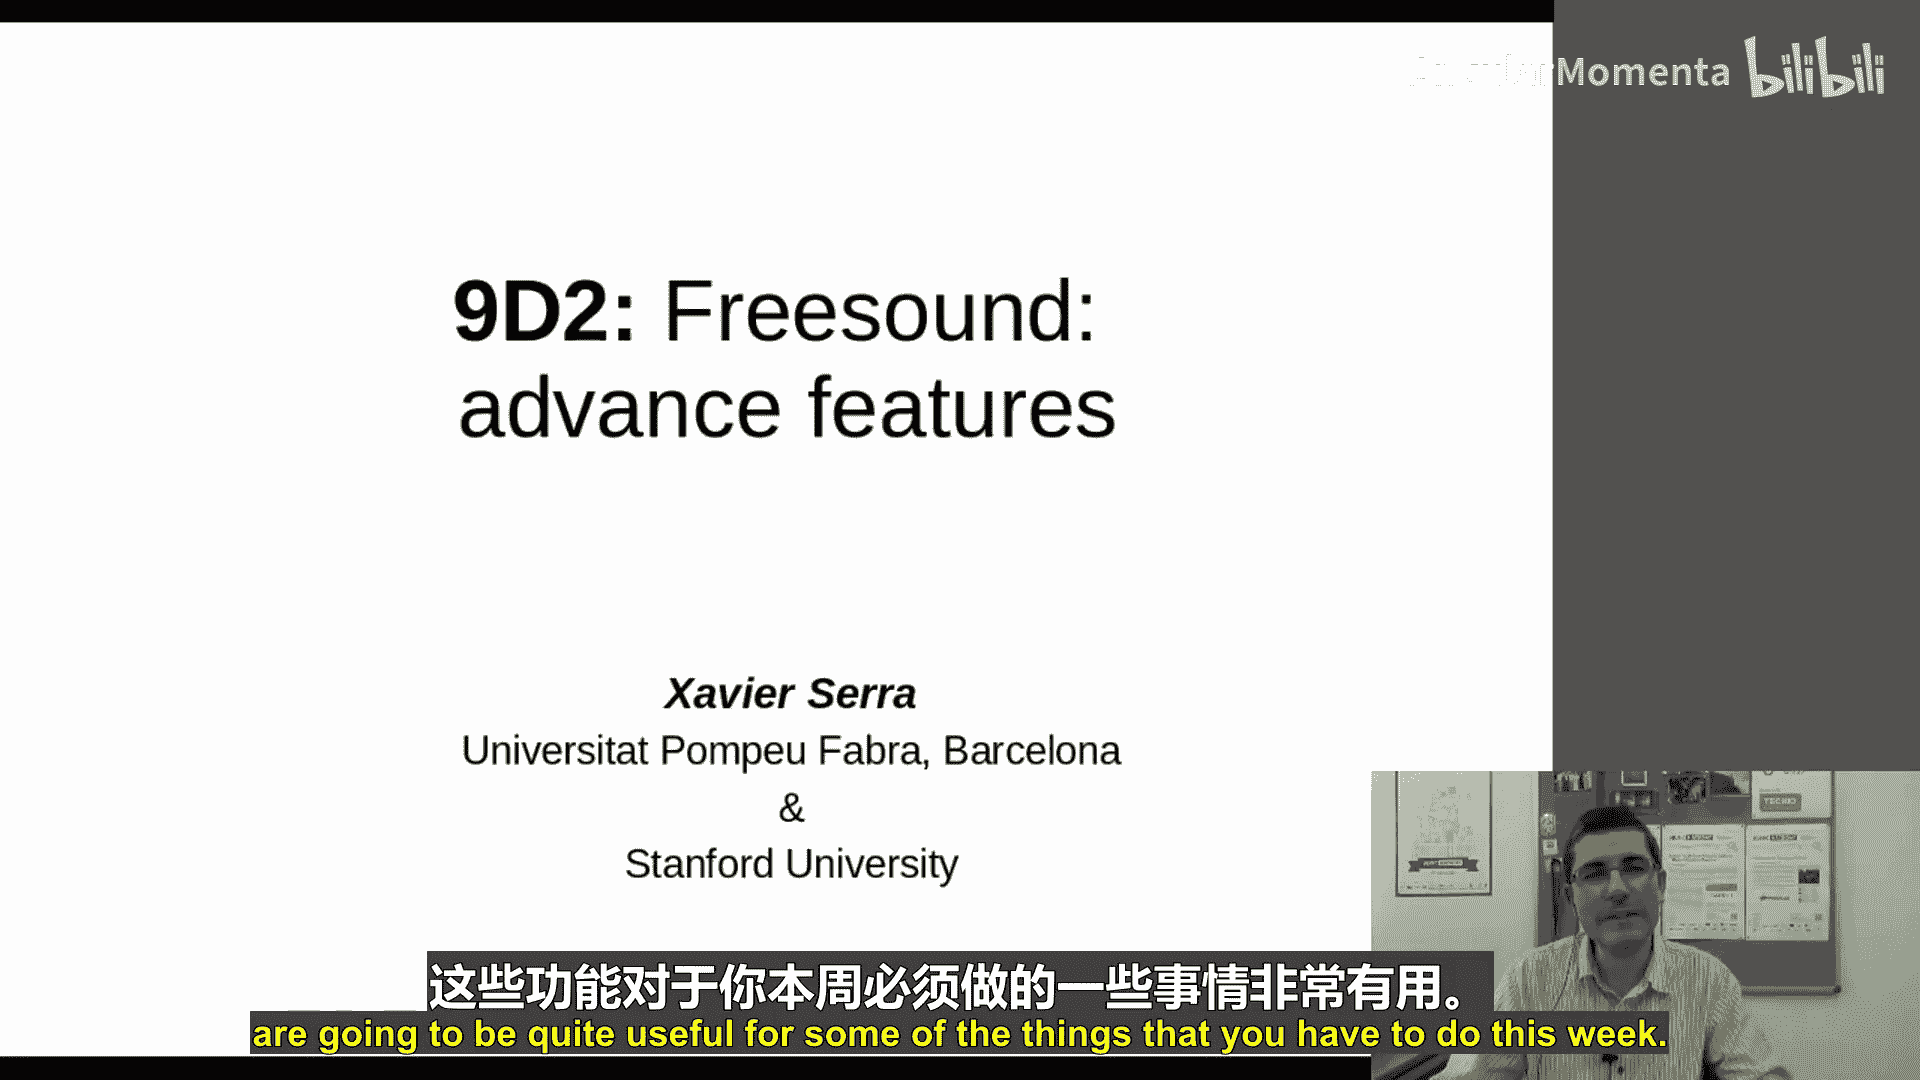 Momenta bilibili
9D2: Freesound:
advance features
Xavier Serra
Universitat Pompeu Fabra, Barcelona
&
Stanford University
TECHO
这些功能对于你本周必须做的一些事情非常有用。
are going to be quite useful for some of the things that you have to do this week.